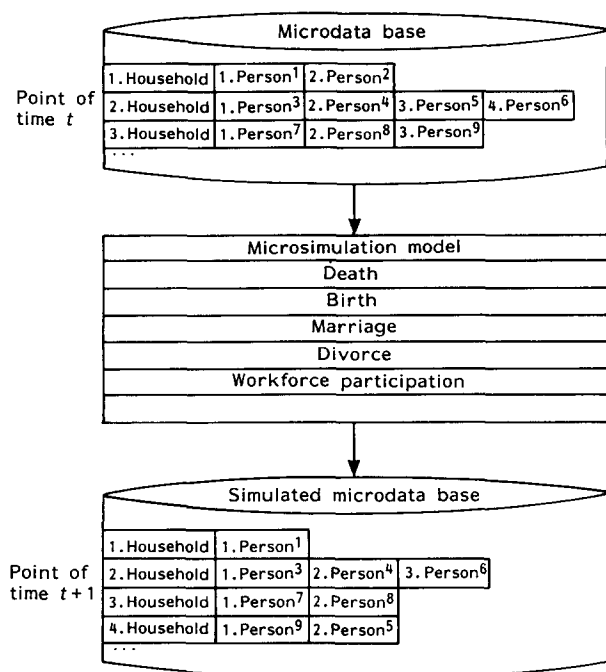 Microdata base
Point of time t
1.Household 1.Person1 2.Person2
2.Household 1.Person3 2.Person4 3.Person5 4.Person6
3.Household 1.Person7 2.Person8 3.Person9
...
Microsimulation model
Death
Birth
Marriage
Divorce
Workforce participation
Simulated microdata base
Point of time t+1
1.Household 1.Person1
2.Household 1.Person3 2.Person4 3.Person6
3.Household 1.Person7 2.Person8
4.Household 1.Person9 2.Person5
...